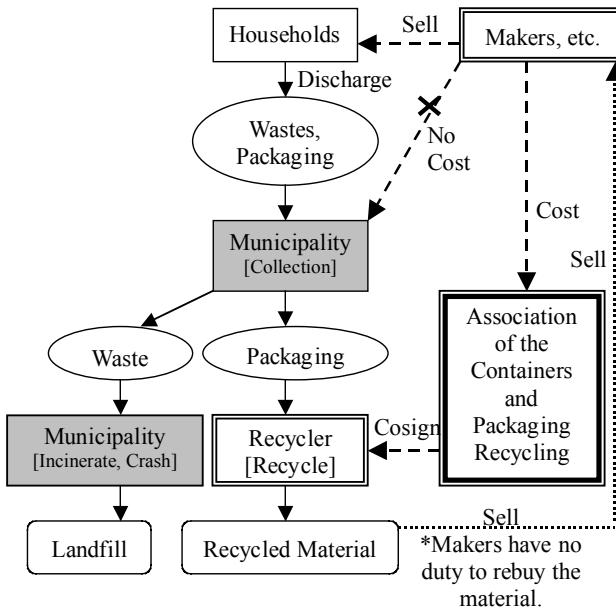 Households
Sell
Makers, etc.
Discharge
Wastes,
Packaging
No
Cost
Municipality
[Collection]
Cost
Sell
Waste
Packaging
Association
of the
Containers
and
Packaging
Recycling
Municipality
[Incinerate, Crash]
Recycler
[Recycle]
Cosign
Landfill
Recycled Material
Sell
*Makers have no
duty to rebuy the
material.